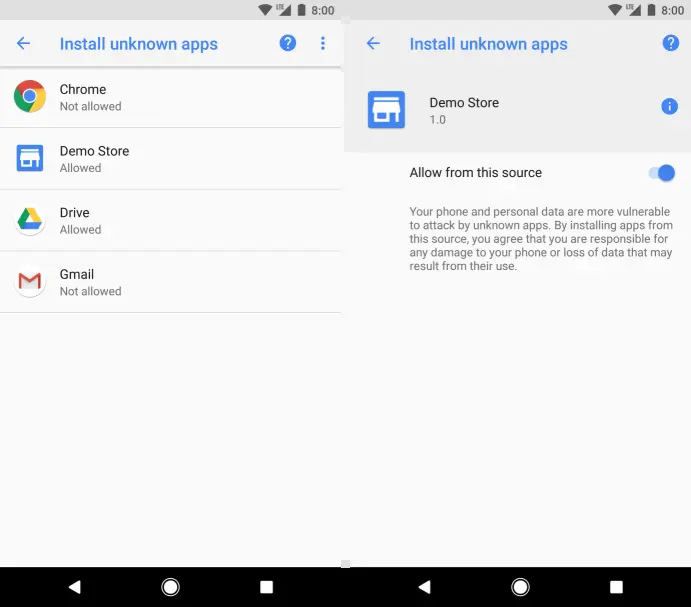 LTE 8:00
Install unknown apps
Chrome
Not allowed
Demo Store
Allowed
Drive
Allowed
Gmail
Not allowed
LTE 8:00
Install unknown apps
Demo Store
1.0
Allow from this source
Your phone and personal data are more vulnerable
to attack by unknown apps. By installing apps from
this source, you agree that you are responsible for
any damage to your phone or loss of data that may
result from their use.